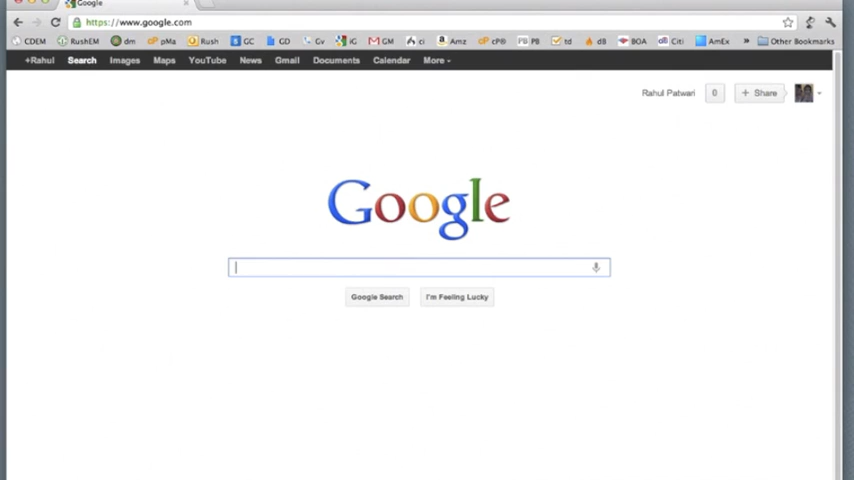 Google
https://www.google.com
CDEM RushEM dm pMa Rush GC GD Gv iG GM ci Amz cP® PB td dB BOA Citi AmEx » Other Bookmarks
+Rahul Search Images Maps YouTube News Gmail Documents Calendar More
Rahul Patwari 0 + Share
Google
Google Search I'm Feeling Lucky